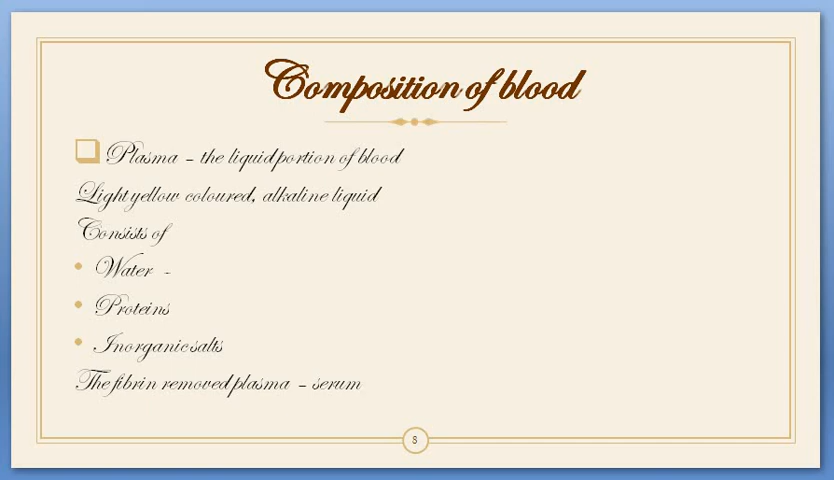 Composition of blood
Plasma – the liquid portion of blood
Light yellow coloured, alkaline liquid
Consists of
• Water -
• Proteins
• Inorganic salts
The fibrin removed plasma – serum
8